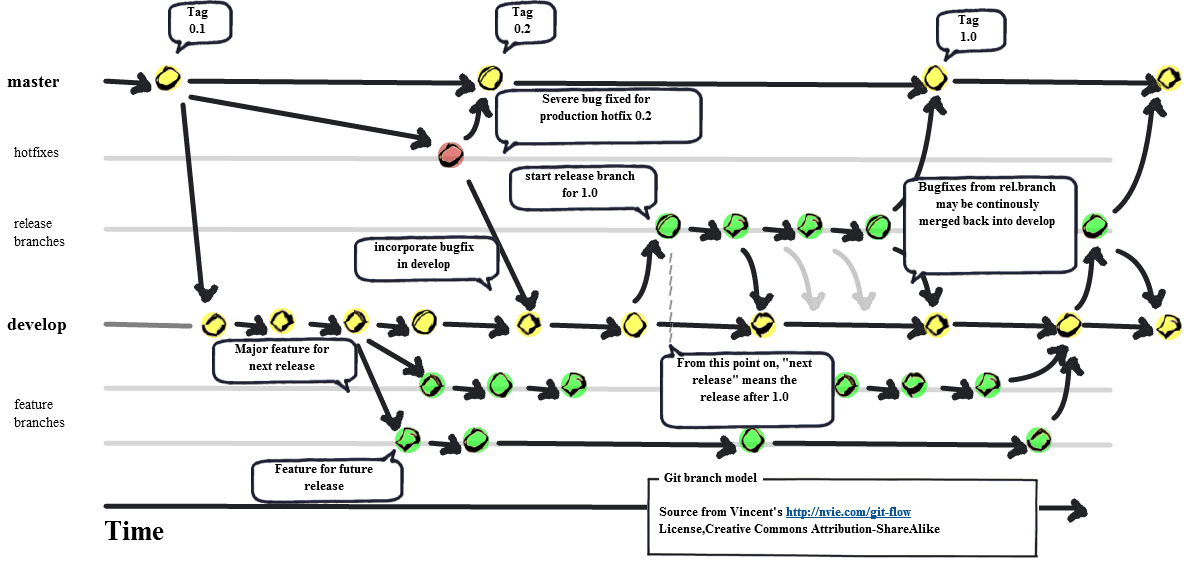 Tag
0.1
Tag
0.2
Tag
1.0
master
Severe bug fixed for
production hotfix 0.2
hotfixes
start release branch
for 1.0
Bugfixes from rel.branch
may be continously
merged back into develop
release
branches
incorporate bugfix
in develop
develop
Major feature for
next release
From this point on, "next
release" means the
release after 1.0
feature
branches
Feature for future
release
Git branch model
Source from Vincent's http://nvie.com/git-flow
License,Creative Commons Attribution-ShareAlike
Time